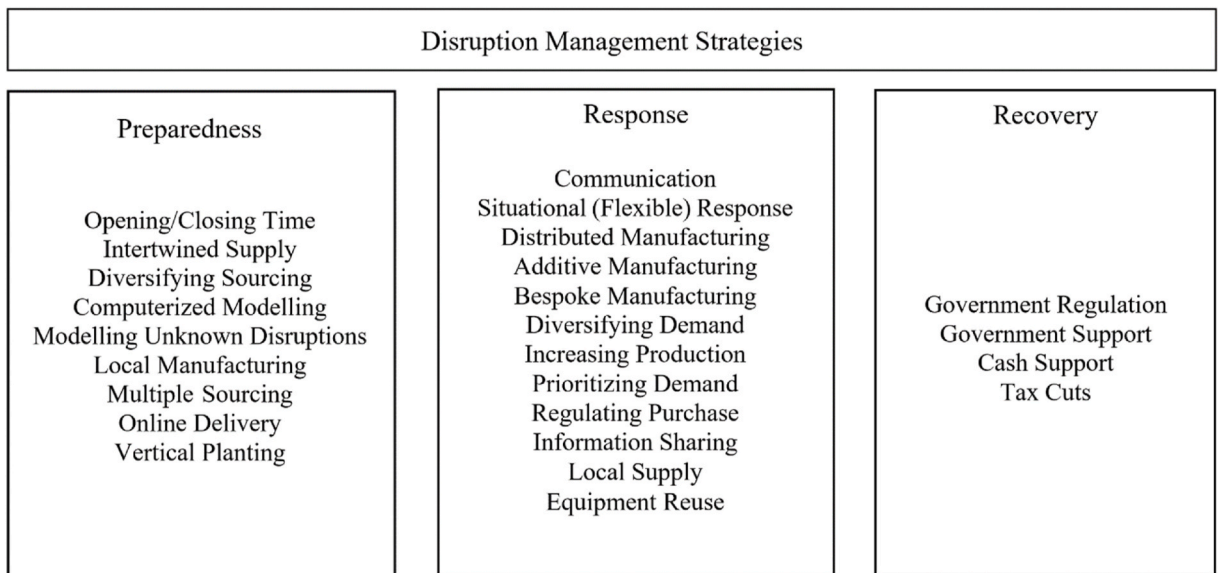 Disruption Management Strategies
Preparedness
Opening/Closing Time
Intertwined Supply
Diversifying Sourcing
Computerized Modelling
Modelling Unknown Disruptions
Local Manufacturing
Multiple Sourcing
Online Delivery
Vertical Planting
Response
Communication
Situational (Flexible) Response
Distributed Manufacturing
Additive Manufacturing
Bespoke Manufacturing
Diversifying Demand
Increasing Production
Prioritizing Demand
Regulating Purchase
Information Sharing
Local Supply
Equipment Reuse
Recovery
Government Regulation
Government Support
Cash Support
Tax Cuts